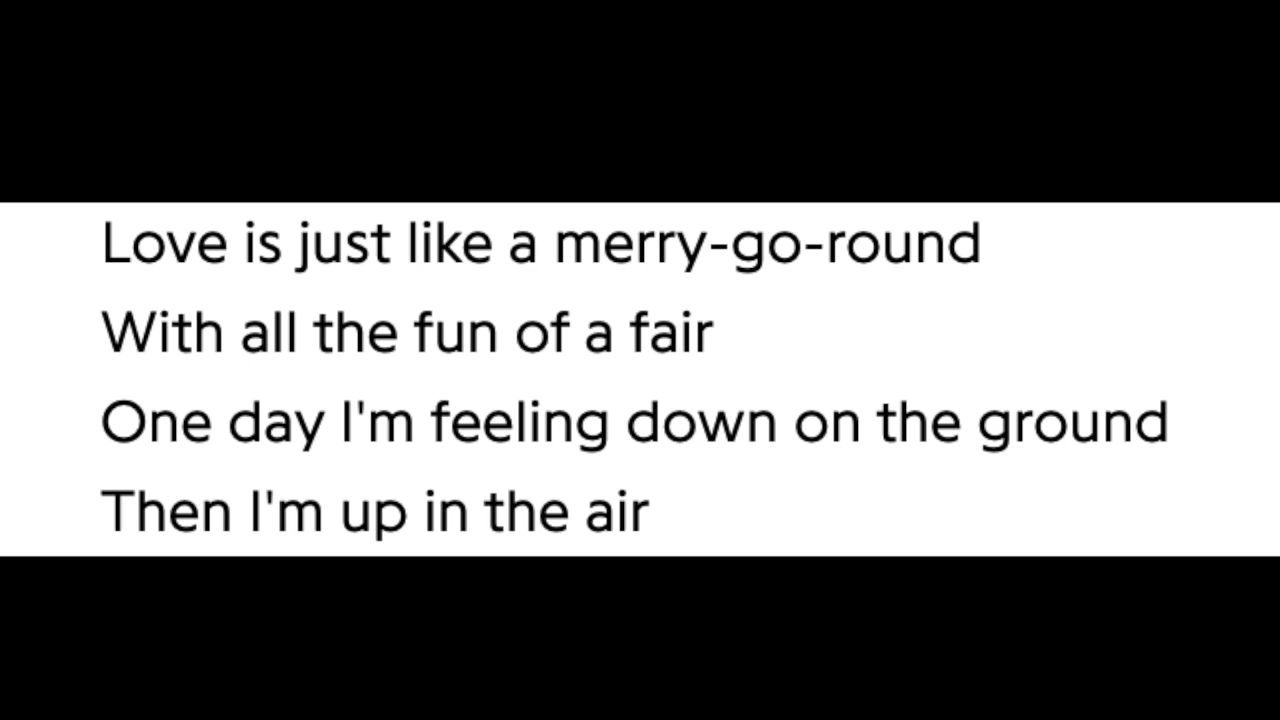 Love is just like a merry-go-round
With all the fun of a fair
One day I'm feeling down on the ground
Then I'm up in the air